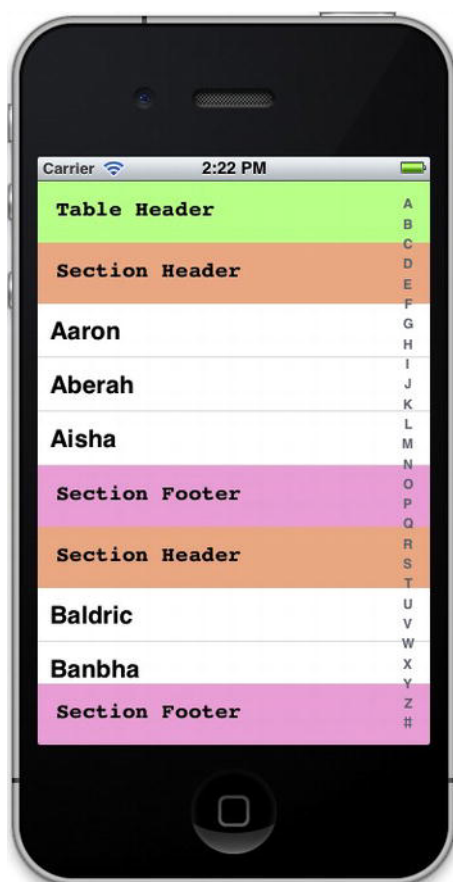 Carrier 2:22 PM
Table Header
Section Header
Aaron
Aberah
Aisha
Section Footer
Section Header
Baldric
Banbha
Section Footer
A
B
C
D
E
F
G
H
I
J
K
L
M
N
O
P
Q
R
S
T
U
V
W
X
Y
Z
#